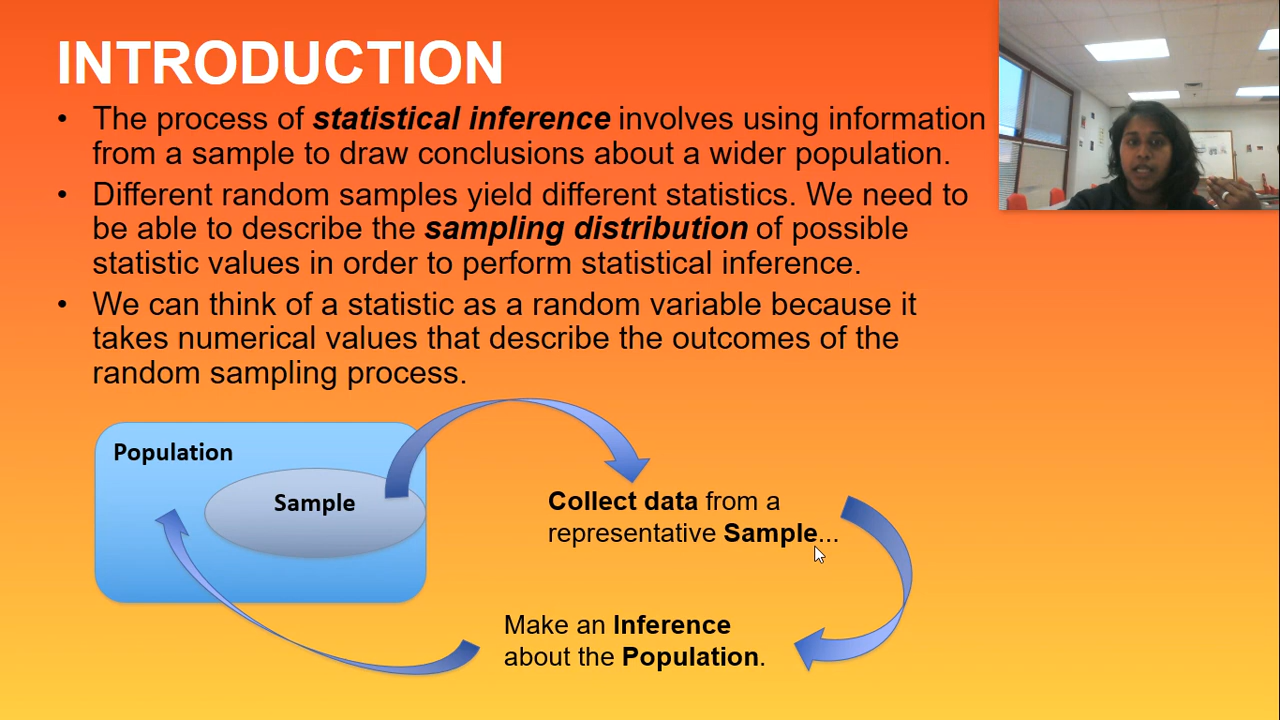 INTRODUCTION
• The process of statistical inference involves using information
from a sample to draw conclusions about a wider population.
• Different random samples yield different statistics. We need to
be able to describe the sampling distribution of possible
statistic values in order to perform statistical inference.
• We can think of a statistic as a random variable because it
takes numerical values that describe the outcomes of the
random sampling process.
Population
Sample
Collect data from a
representative Sample...
Make an Inference
about the Population.